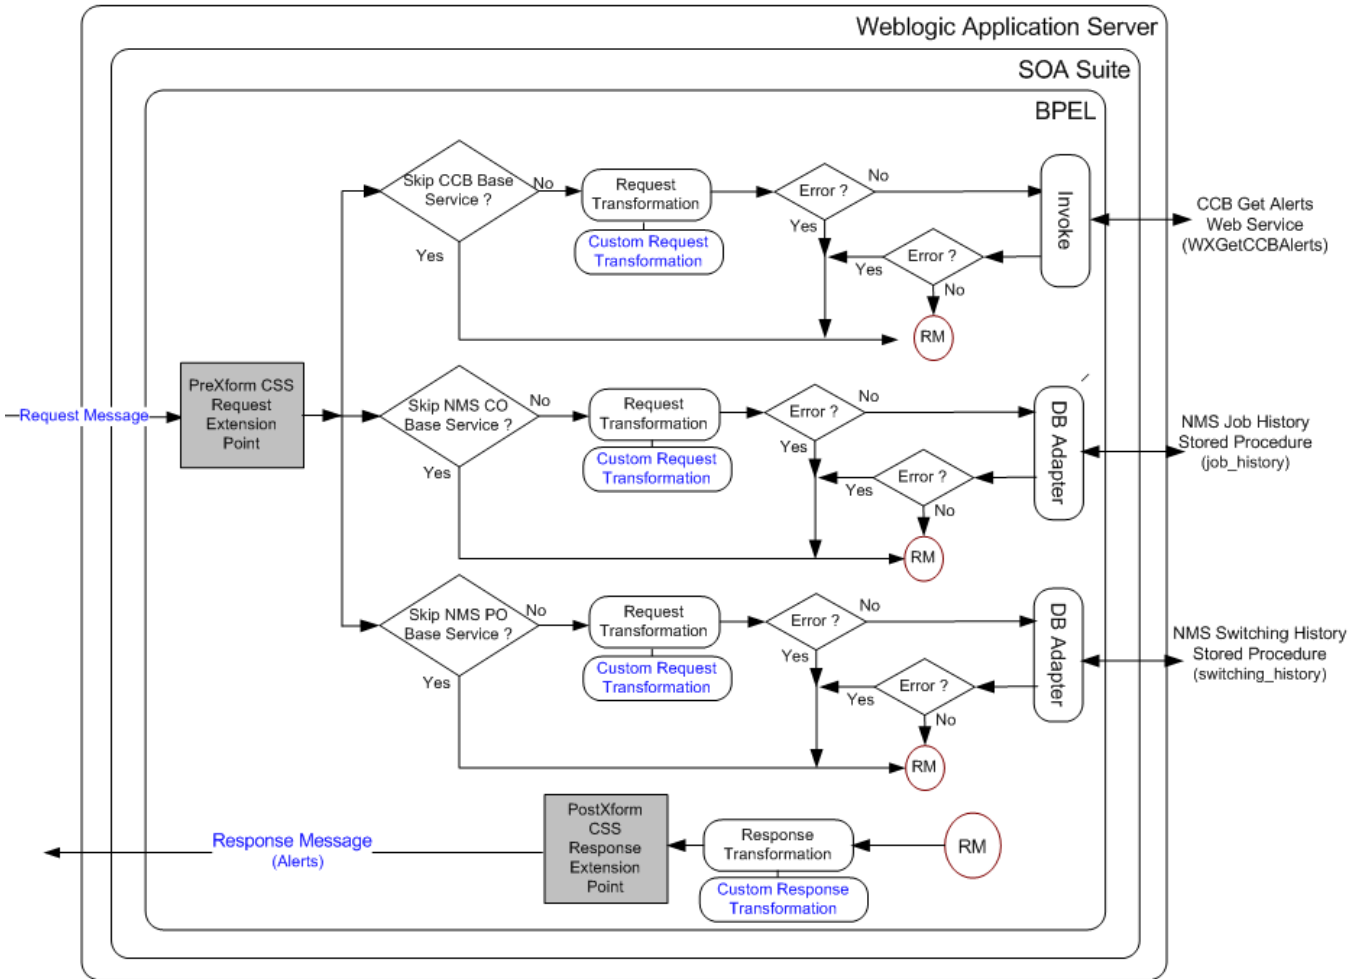 Weblogic Application Server
SOA Suite
BPEL
Skip CCB Base
Service ?
No
Yes
Request
Transformation
Custom Request
Transformation
Error ?
No
Yes
Error ?
Yes
No
RM
Invoke
CCB Get Alerts
Web Service
(WXGetCCBAlerts)
Request Message
PreXform CSS
Request
Extension
Point
Skip NMS CO
Base Service ?
No
Yes
Request
Transformation
Custom Request
Transformation
Error ?
No
Yes
Error ?
Yes
No
RM
DB Adapter
NMS Job History
Stored Procedure
(job_history)
Skip NMS PO
Base Service ?
No
Yes
Request
Transformation
Custom Request
Transformation
Error ?
No
Yes
Error ?
Yes
No
RM
DB Adapter
NMS Switching History
Stored Procedure
(switching_history)
Response Message
(Alerts)
PostXform
CSS
Response
Extension
Point
Response
Transformation
Custom Response
Transformation
RM